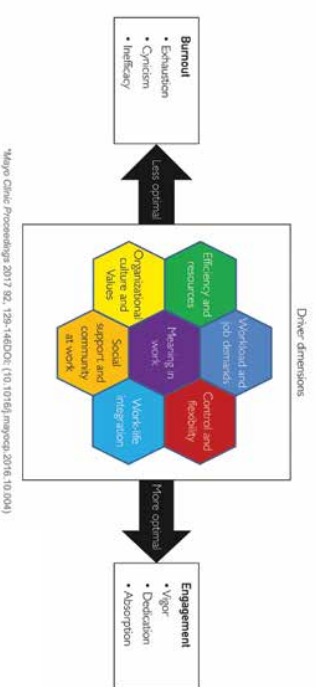 Driver dimensions
Burnout
• Exhaustion
• Cynicism
• Inefficacy
Less optimal
Workload and
job demands
Efficiency and
resources
Control and
flexibility
Meaning in
work
Organizational
culture and
Values
Work-life
integration
Social
support and
community
at work
More optimal
Engagement
• Vigor
• Dedication
• Absorption
*Mayo Clinic Proceedings 2017 92, 129-146DOI: (10.1016/j.mayocp.2016.10.004)